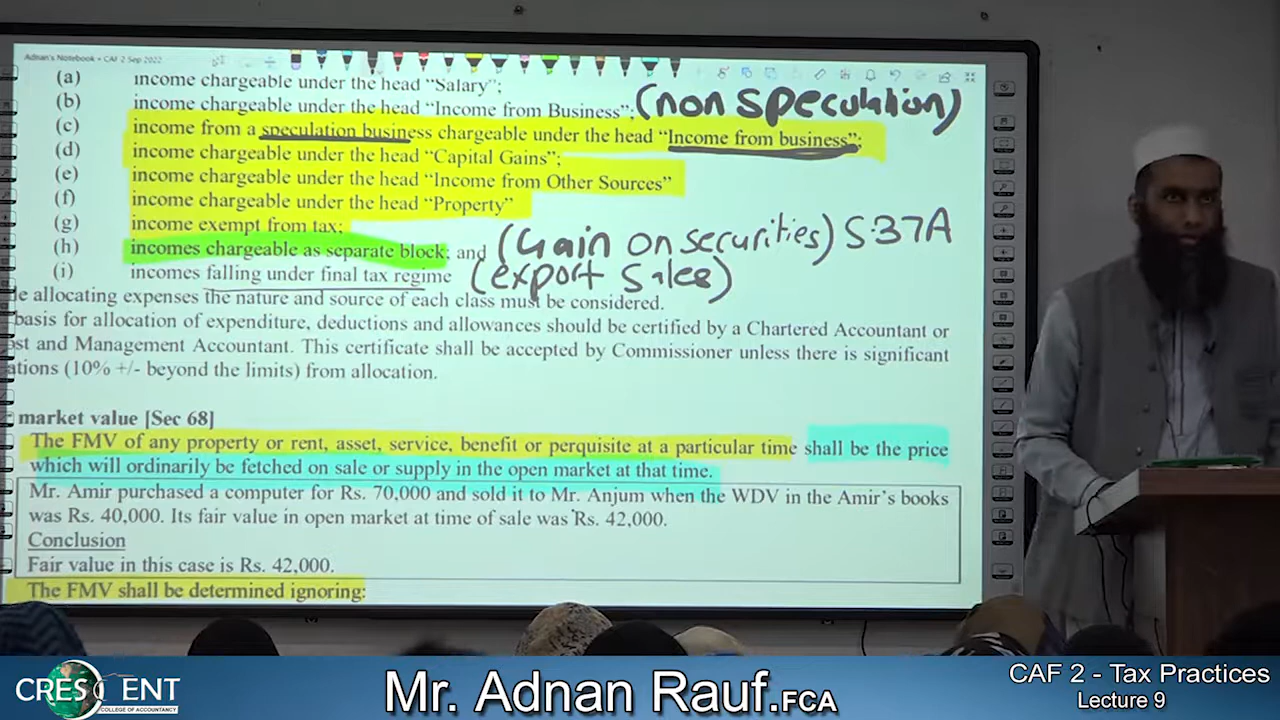 Adnan's Notebook • CAF 2 Sep 2022
(a) income chargeable under the head "Salary";
(b) income chargeable under the head "Income from Business"; (non speculation)
(c) income from a speculation business chargeable under the head "Income from business";
(d) income chargeable under the head "Capital Gains";
(e) income chargeable under the head "Income from Other Sources"
(f) income chargeable under the head "Property"
(g) income exempt from tax;
(h) incomes chargeable as separate block; and (Gain on securities) S.37A
(i) incomes falling under final tax regime (export sales)
allocating expenses the nature and source of each class must be considered.
basis for allocation of expenditure, deductions and allowances should be certified by a Chartered Accountant or
and Management Accountant. This certificate shall be accepted by Commissioner unless there is significant
(10% +/- beyond the limits) from allocation.
market value [Sec 68]
The FMV of any property or rent, asset, service, benefit or perquisite at a particular time shall be the price
which will ordinarily be fetched on sale or supply in the open market at that time.
Mr. Amir purchased a computer for Rs. 70,000 and sold it to Mr. Anjum when the WDV in the Amir's books
was Rs. 40,000. Its fair value in open market at time of sale was Rs. 42,000.
Conclusion
Fair value in this case is Rs. 42,000.
The FMV shall be determined ignoring:
CRESCENT
COLLEGE OF ACCOUNTANCY
Mr. Adnan Rauf.FCA
CAF 2 - Tax Practices
Lecture 9